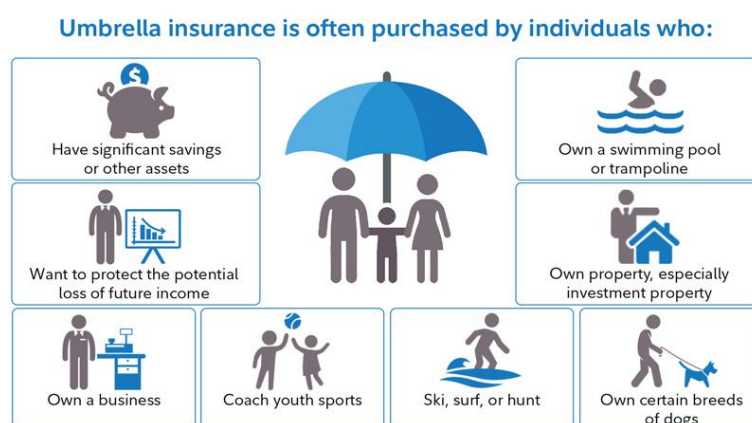 Umbrella insurance is often purchased by individuals who:
$
Have significant savings
or other assets
Own a swimming pool
or trampoline
Want to protect the potential
loss of future income
Own property, especially
investment property
Own a business
Coach youth sports
Ski, surf, or hunt
Own certain breeds
of dogs